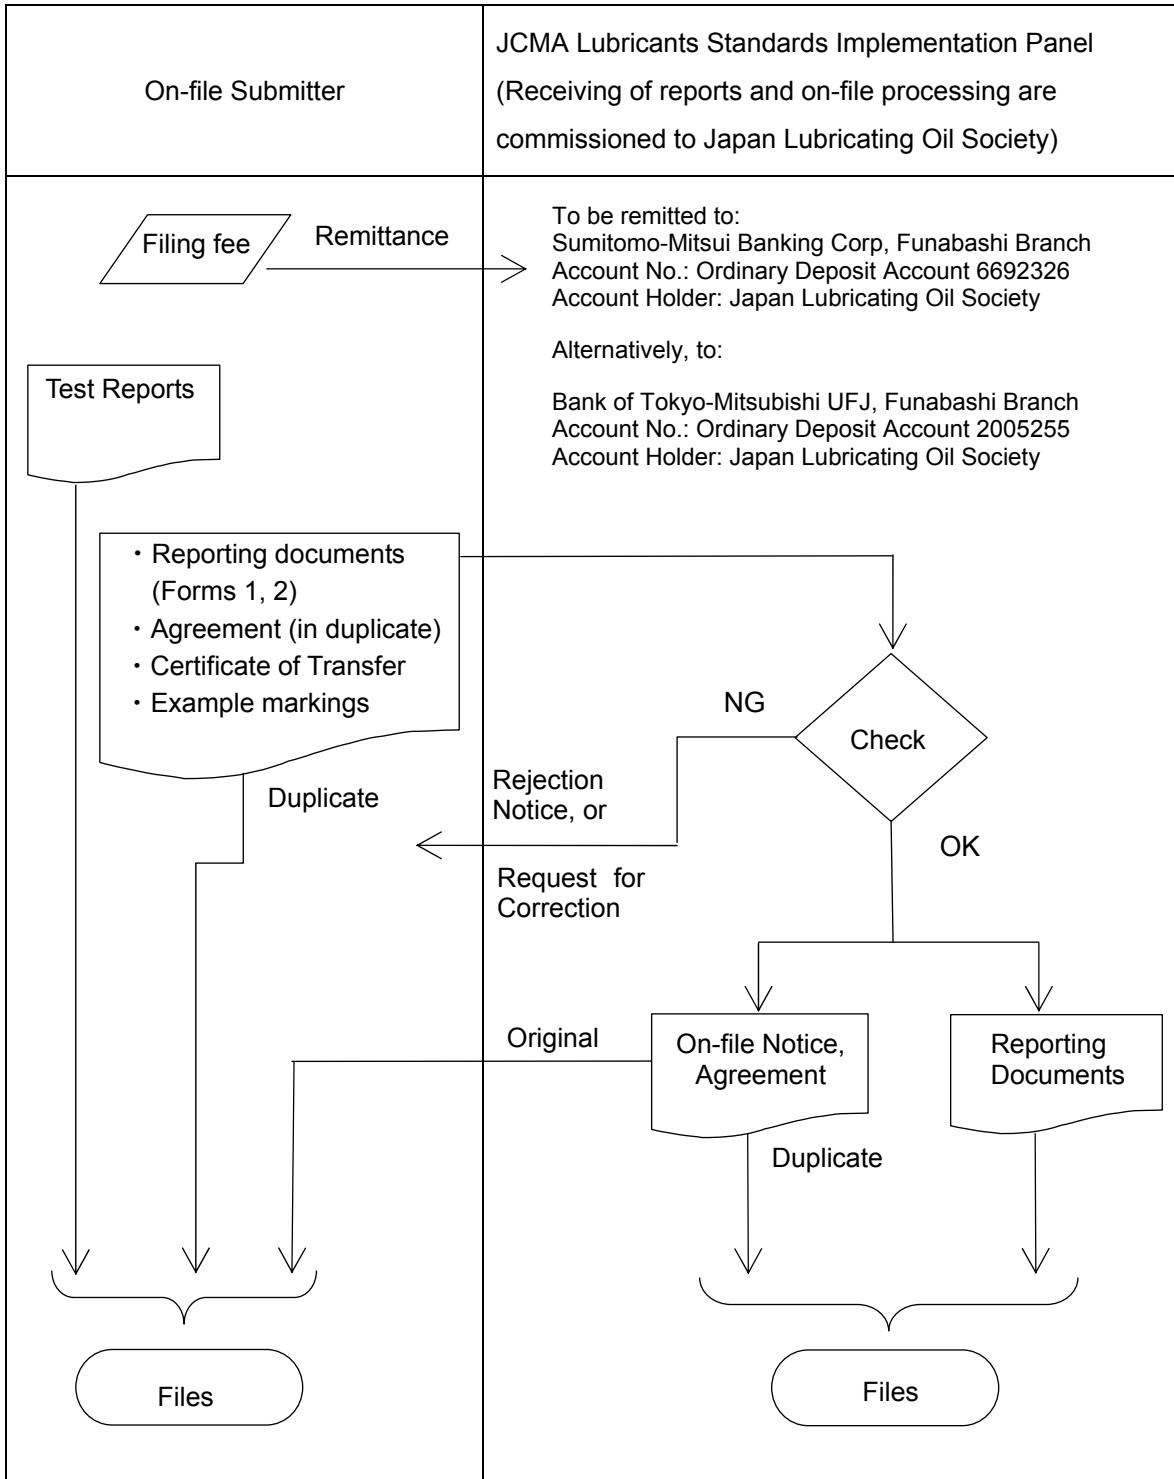 On-file Submitter
JCMA Lubricants Standards Implementation Panel
(Receiving of reports and on-file processing are
commissioned to Japan Lubricating Oil Society)
Filing fee
Remittance
To be remitted to:
Sumitomo-Mitsui Banking Corp, Funabashi Branch
Account No.: Ordinary Deposit Account 6692326
Account Holder: Japan Lubricating Oil Society
Alternatively, to:
Bank of Tokyo-Mitsubishi UFJ, Funabashi Branch
Account No.: Ordinary Deposit Account 2005255
Account Holder: Japan Lubricating Oil Society
Test Reports
・Reporting documents
(Forms 1, 2)
・Agreement (in duplicate)
・Certificate of Transfer
・Example markings
Duplicate
NG
Check
Rejection
Notice, or
Request for
Correction
OK
Original
On-file Notice,
Agreement
Reporting
Documents
Duplicate
Files
Files